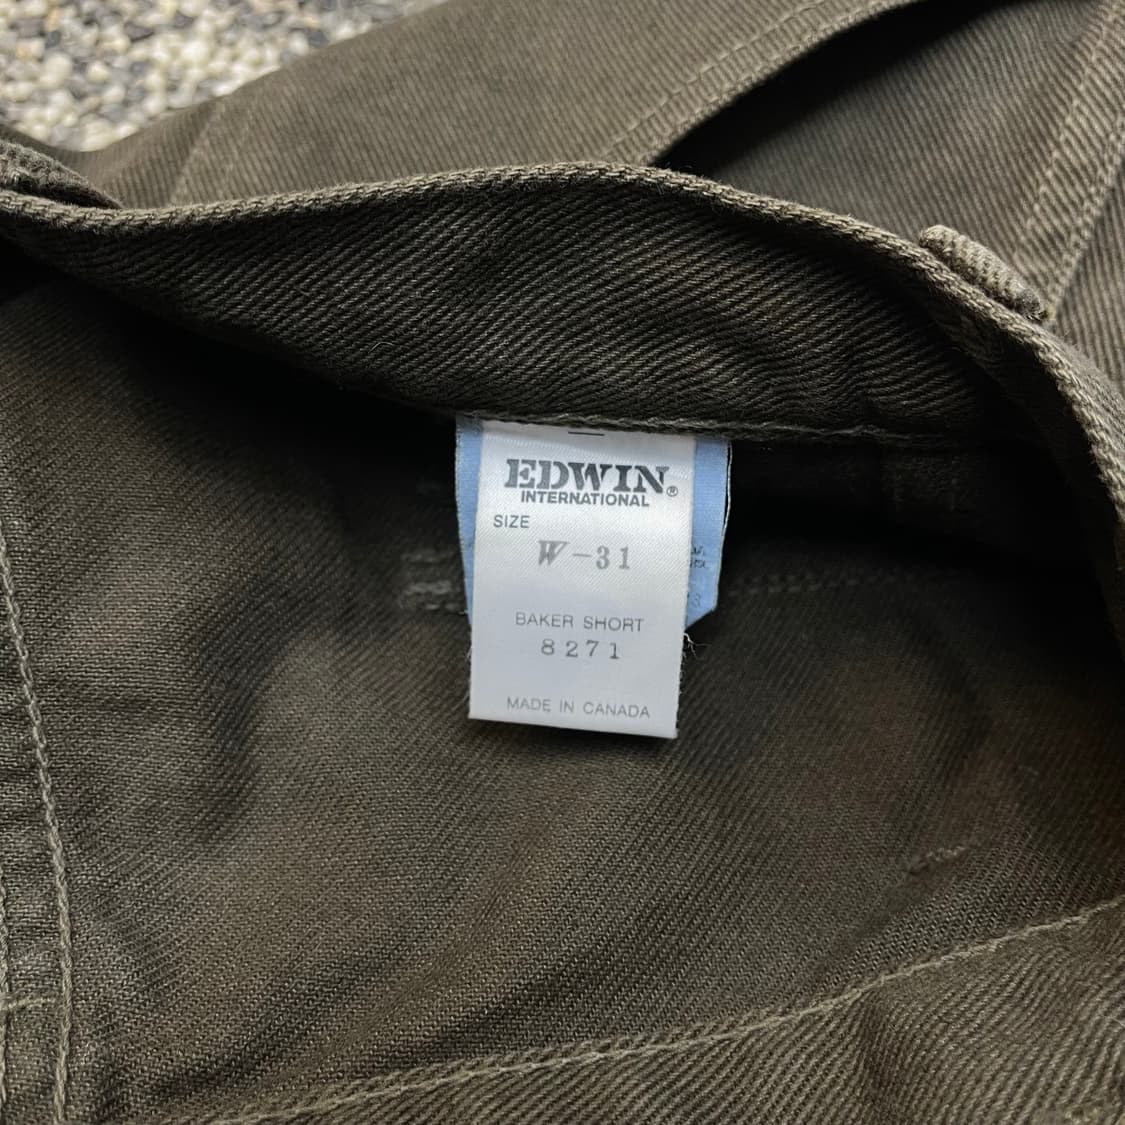 EDWIN®
INTERNATIONAL
SIZE
W-31
BAKER SHORT
8271
MADE IN CANADA